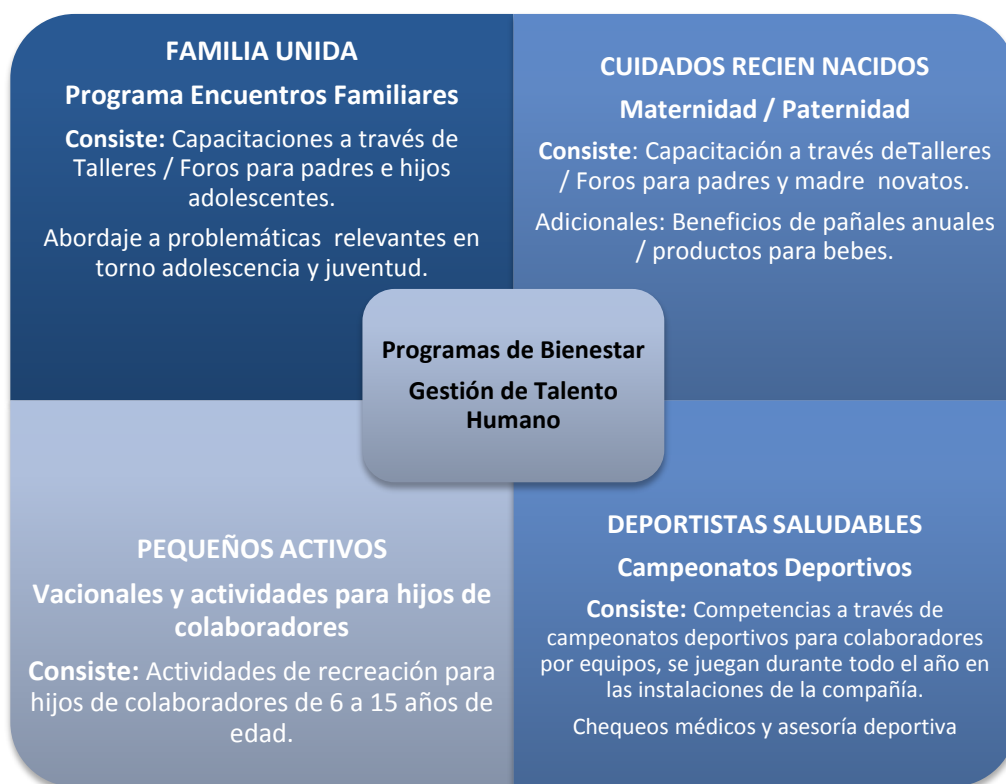 FAMILIA UNIDA
Programa Encuentros Familiares
Consiste: Capacitaciones a través de
Talleres / Foros para padres e hijos
adolescentes.
Abordaje a problemáticas relevantes en
torno adolescencia y juventud.
CUIDADOS RECIEN NACIDOS
Maternidad / Paternidad
Consiste: Capacitación a través deTalleres
/ Foros para padres y madre novatos.
Adicionales: Beneficios de pañales anuales
/ productos para bebes.
Programas de Bienestar
Gestión de Talento
Humano
PEQUEÑOS ACTIVOS
Vacionales y actividades para hijos de
colaboradores
Consiste: Actividades de recreación para
hijos de colaboradores de 6 a 15 años de
edad.
DEPORTISTAS SALUDABLES
Campeonatos Deportivos
Consiste: Competencias a través de
campeonatos deportivos para colaboradores
por equipos, se juegan durante todo el año en
las instalaciones de la compañía.
Chequeos médicos y asesoría deportiva